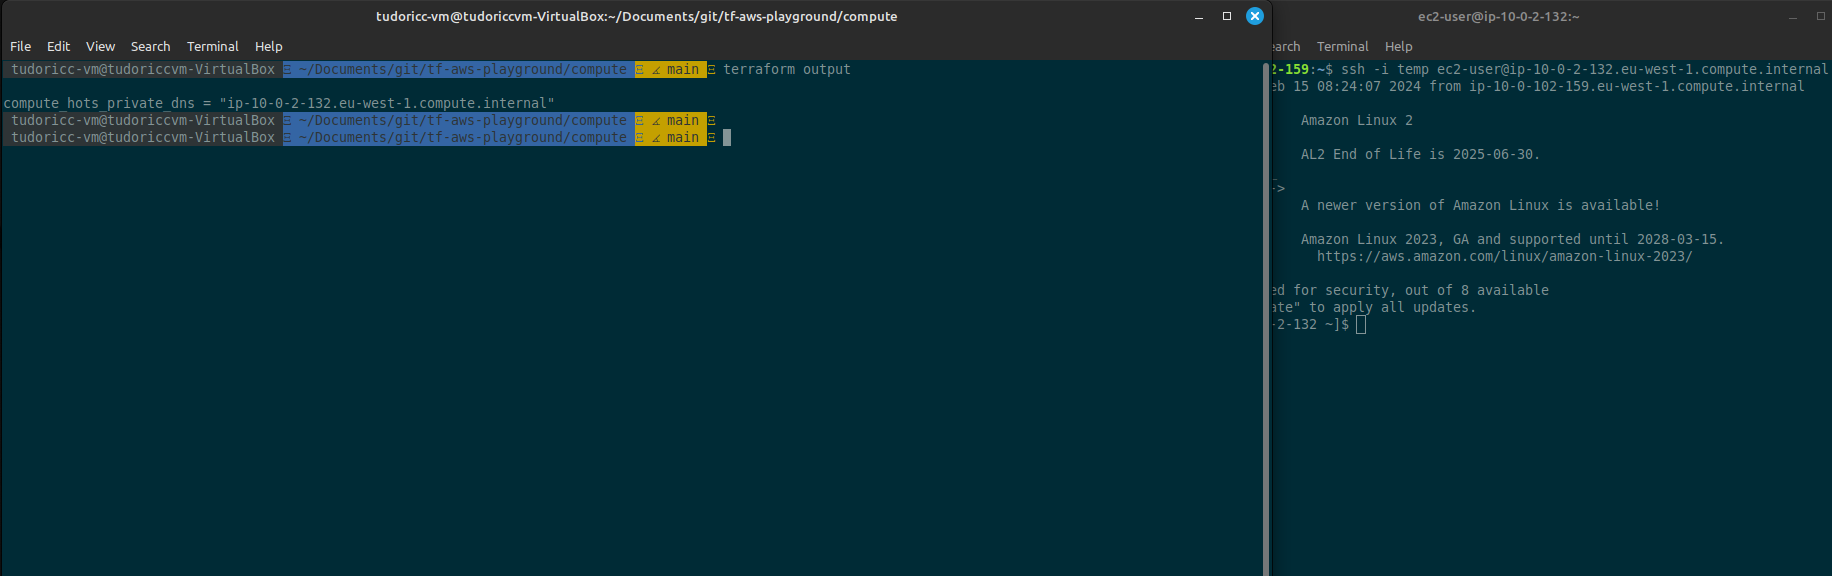 tudoricc-vm@tudoriccvm-VirtualBox:~/Documents/git/tf-aws-playground/compute
File Edit View Search Terminal Help
tudoricc-vm@tudoriccvm-VirtualBox ~/Documents/git/tf-aws-playground/compute main terraform output
compute_hots_private_dns = "ip-10-0-2-132.eu-west-1.compute.internal"
tudoricc-vm@tudoriccvm-VirtualBox ~/Documents/git/tf-aws-playground/compute main
tudoricc-vm@tudoriccvm-VirtualBox ~/Documents/git/tf-aws-playground/compute main
ec2-user@ip-10-0-2-132:~
earch Terminal Help
2-159:~$ ssh -i temp ec2-user@ip-10-0-2-132.eu-west-1.compute.internal
eb 15 08:24:07 2024 from ip-10-0-102-159.eu-west-1.compute.internal
Amazon Linux 2
AL2 End of Life is 2025-06-30.
_
->
A newer version of Amazon Linux is available!
Amazon Linux 2023, GA and supported until 2028-03-15.
https://aws.amazon.com/linux/amazon-linux-2023/
ed for security, out of 8 available
ate" to apply all updates.
-2-132 ~]$